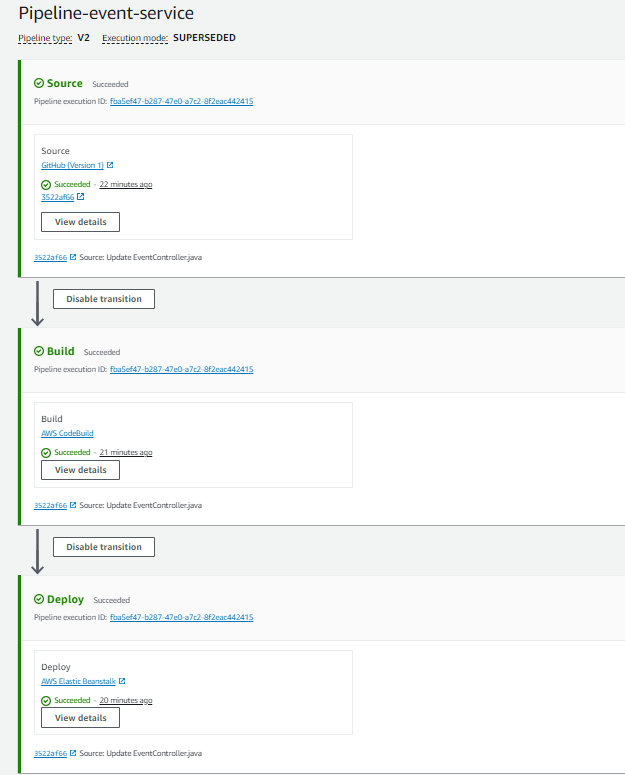 Pipeline-event-service
Pipeline type: V2 Execution mode: SUPERSEDED
Source Succeeded
Pipeline execution ID: fba5ef47-b287-47e0-a7c2-8f2eac442415
Source
GitHub (Version 1)
Succeeded - 22 minutes ago
3522af66
View details
3522af66 Source: Update EventController.java
Disable transition
Build Succeeded
Pipeline execution ID: fba5ef47-b287-47e0-a7c2-8f2eac442415
Build
AWS CodeBuild
Succeeded - 21 minutes ago
View details
3522af66 Source: Update EventController.java
Disable transition
Deploy Succeeded
Pipeline execution ID: fba5ef47-b287-47e0-a7c2-8f2eac442415
Deploy
AWS Elastic Beanstalk
Succeeded - 20 minutes ago
View details
3522af66 Source: Update EventController.java